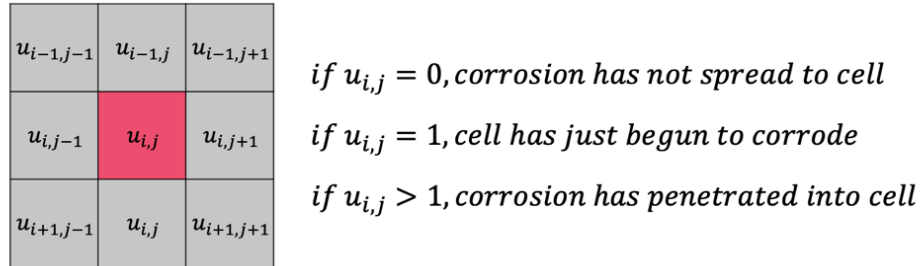 u_{i−1,j−1} u_{i−1,j} u_{i−1,j+1}
if u_{i,j} = 0, corrosion has not spread to cell
u_{i,j−1} u_{i,j} u_{i,j+1}
if u_{i,j} = 1, cell has just begun to corrode
if u_{i,j} > 1, corrosion has penetrated into cell
u_{i+1,j−1} u_{i,j} u_{i+1,j+1}